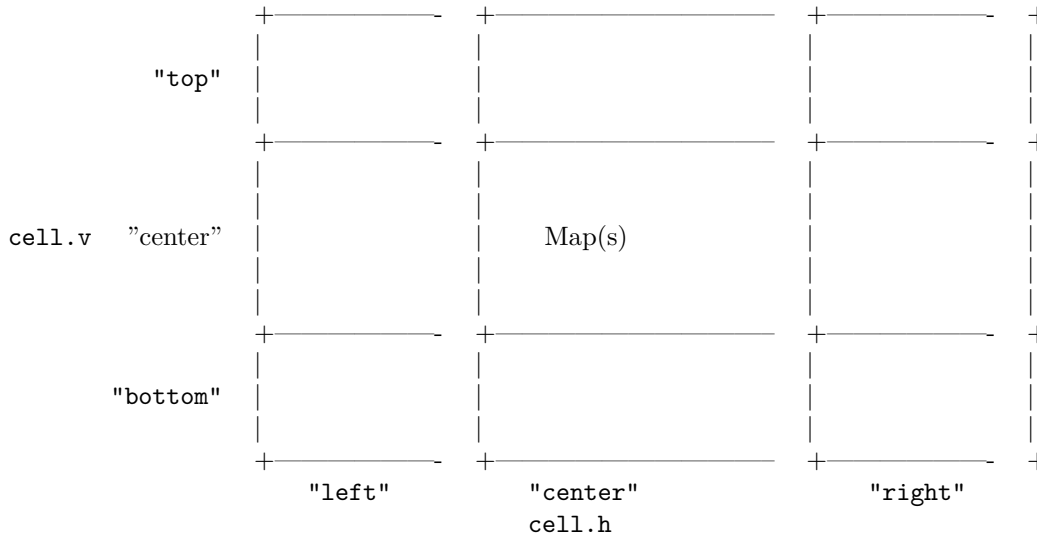 "top"
cell.v ”center” Map(s)
"bottom"
"left" "center" "right"
cell.h